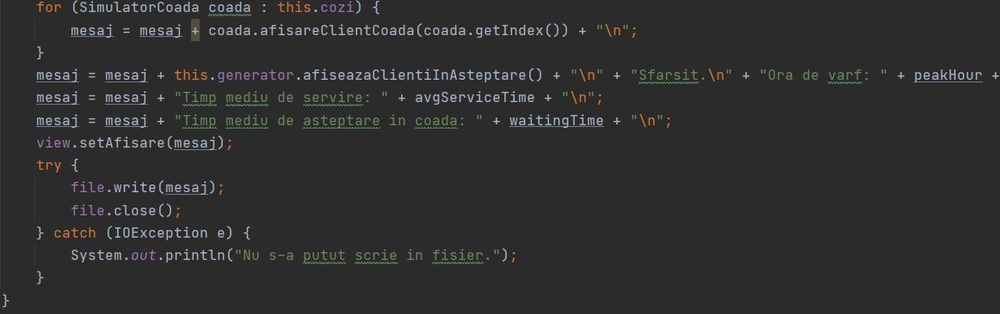 for (SimulatorCoada coada : this.cozi) {
mesaj = mesaj + coada.afisareClientCoada(coada.getIndex()) + "\n";
}
mesaj = mesaj + this.generator.afiseazaClientiInAsteptare() + "\n" + "Sfarsit.\n" + "Ora de varf: " + peakHour +
mesaj = mesaj + "Timp mediu de servire: " + avgServiceTime + "\n";
mesaj = mesaj + "Timp mediu de asteptare in coada: " + waitingTime + "\n";
view.setAfisare(mesaj);
try {
file.write(mesaj);
file.close();
} catch (IOException e) {
System.out.println("Nu s-a putut scrie in fisier.");
}
}